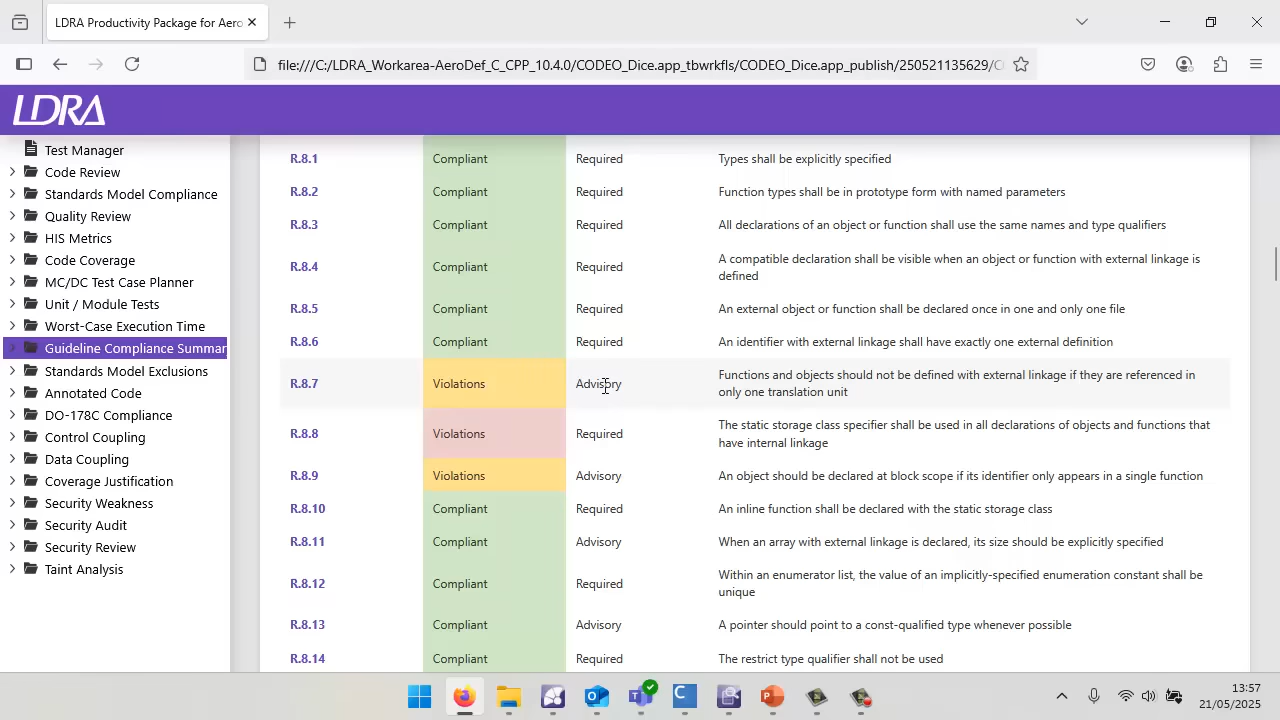 LDRA Productivity Package for Aero
file:///C:/LDRA_Workarea-AeroDef_C_CPP_10.4.0/CODEO_Dice.app_tbwrkfls/CODEO_Dice.app_publish/250521135629/C
LDRA
Test Manager
Code Review
Standards Model Compliance
Quality Review
HIS Metrics
Code Coverage
MC/DC Test Case Planner
Unit / Module Tests
Worst-Case Execution Time
Guideline Compliance Summar
Standards Model Exclusions
Annotated Code
DO-178C Compliance
Control Coupling
Data Coupling
Coverage Justification
Security Weakness
Security Audit
Security Review
Taint Analysis
R.8.1 Compliant Required Types shall be explicitly specified
R.8.2 Compliant Required Function types shall be in prototype form with named parameters
R.8.3 Compliant Required All declarations of an object or function shall use the same names and type qualifiers
R.8.4 Compliant Required A compatible declaration shall be visible when an object or function with external linkage is
defined
R.8.5 Compliant Required An external object or function shall be declared once in one and only one file
R.8.6 Compliant Required An identifier with external linkage shall have exactly one external definition
R.8.7 Violations Advisory Functions and objects should not be defined with external linkage if they are referenced in
only one translation unit
R.8.8 Violations Required The static storage class specifier shall be used in all declarations of objects and functions that
have internal linkage
R.8.9 Violations Advisory An object should be declared at block scope if its identifier only appears in a single function
R.8.10 Compliant Required An inline function shall be declared with the static storage class
R.8.11 Compliant Advisory When an array with external linkage is declared, its size should be explicitly specified
R.8.12 Compliant Required Within an enumerator list, the value of an implicitly-specified enumeration constant shall be
unique
R.8.13 Compliant Advisory A pointer should point to a const-qualified type whenever possible
R.8.14 Compliant Required The restrict type qualifier shall not be used
13:57
21/05/2025